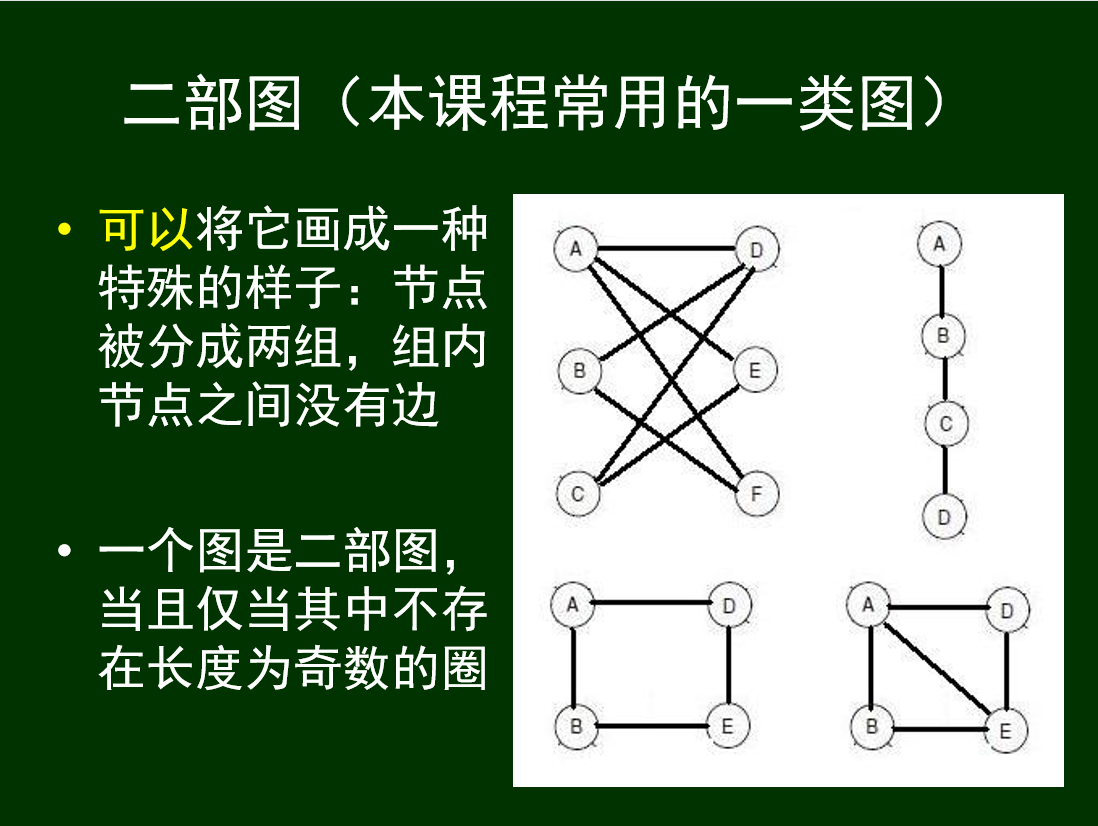 二部图（本课程常用的一类图）
• 可以将它画成一种
特殊的样子：节点
被分成两组，组内
节点之间没有边
• 一个图是二部图，
当且仅当其中不存
在长度为奇数的圈
A D
B E
C F
A
B
C
D
A D
B E
A D
B E